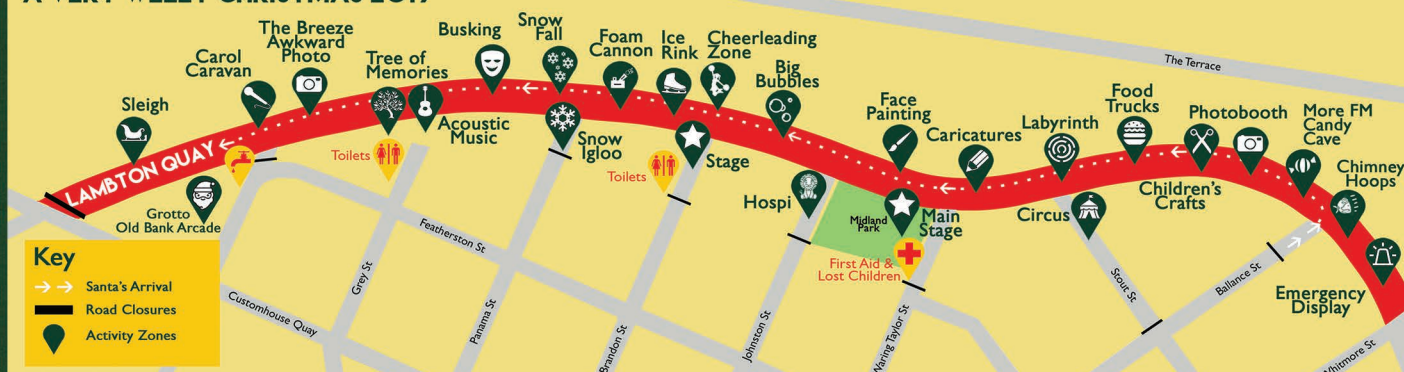 A VERY WELLY CHRISTMAS 2017
Sleigh
Carol
Caravan
The Breeze
Awkward
Photo
Tree of
Memories
Busking
Acoustic
Music
Snow
Fall
Snow
Igloo
Foam
Cannon
Ice
Rink
Cheerleading
Zone
Stage
Big
Bubbles
Face
Painting
Caricatures
Labyrinth
Food
Trucks
Photobooth
More FM
Candy
Cave
Chimney
Hoops
Children's
Crafts
Circus
Main
Stage
Midland
Park
Hospi
First Aid &
Lost Children
Toilets
Toilets
Emergency
Display
LAMBTON QUAY
Grotto
Old Bank Arcade
The Terrace
Featherston St
Customhouse Quay
Grey St
Panama St
Brandon St
Johnston St
Waring Taylor St
Stout St
Ballance St
Whitmore St
Key
Santa's Arrival
Road Closures
Activity Zones